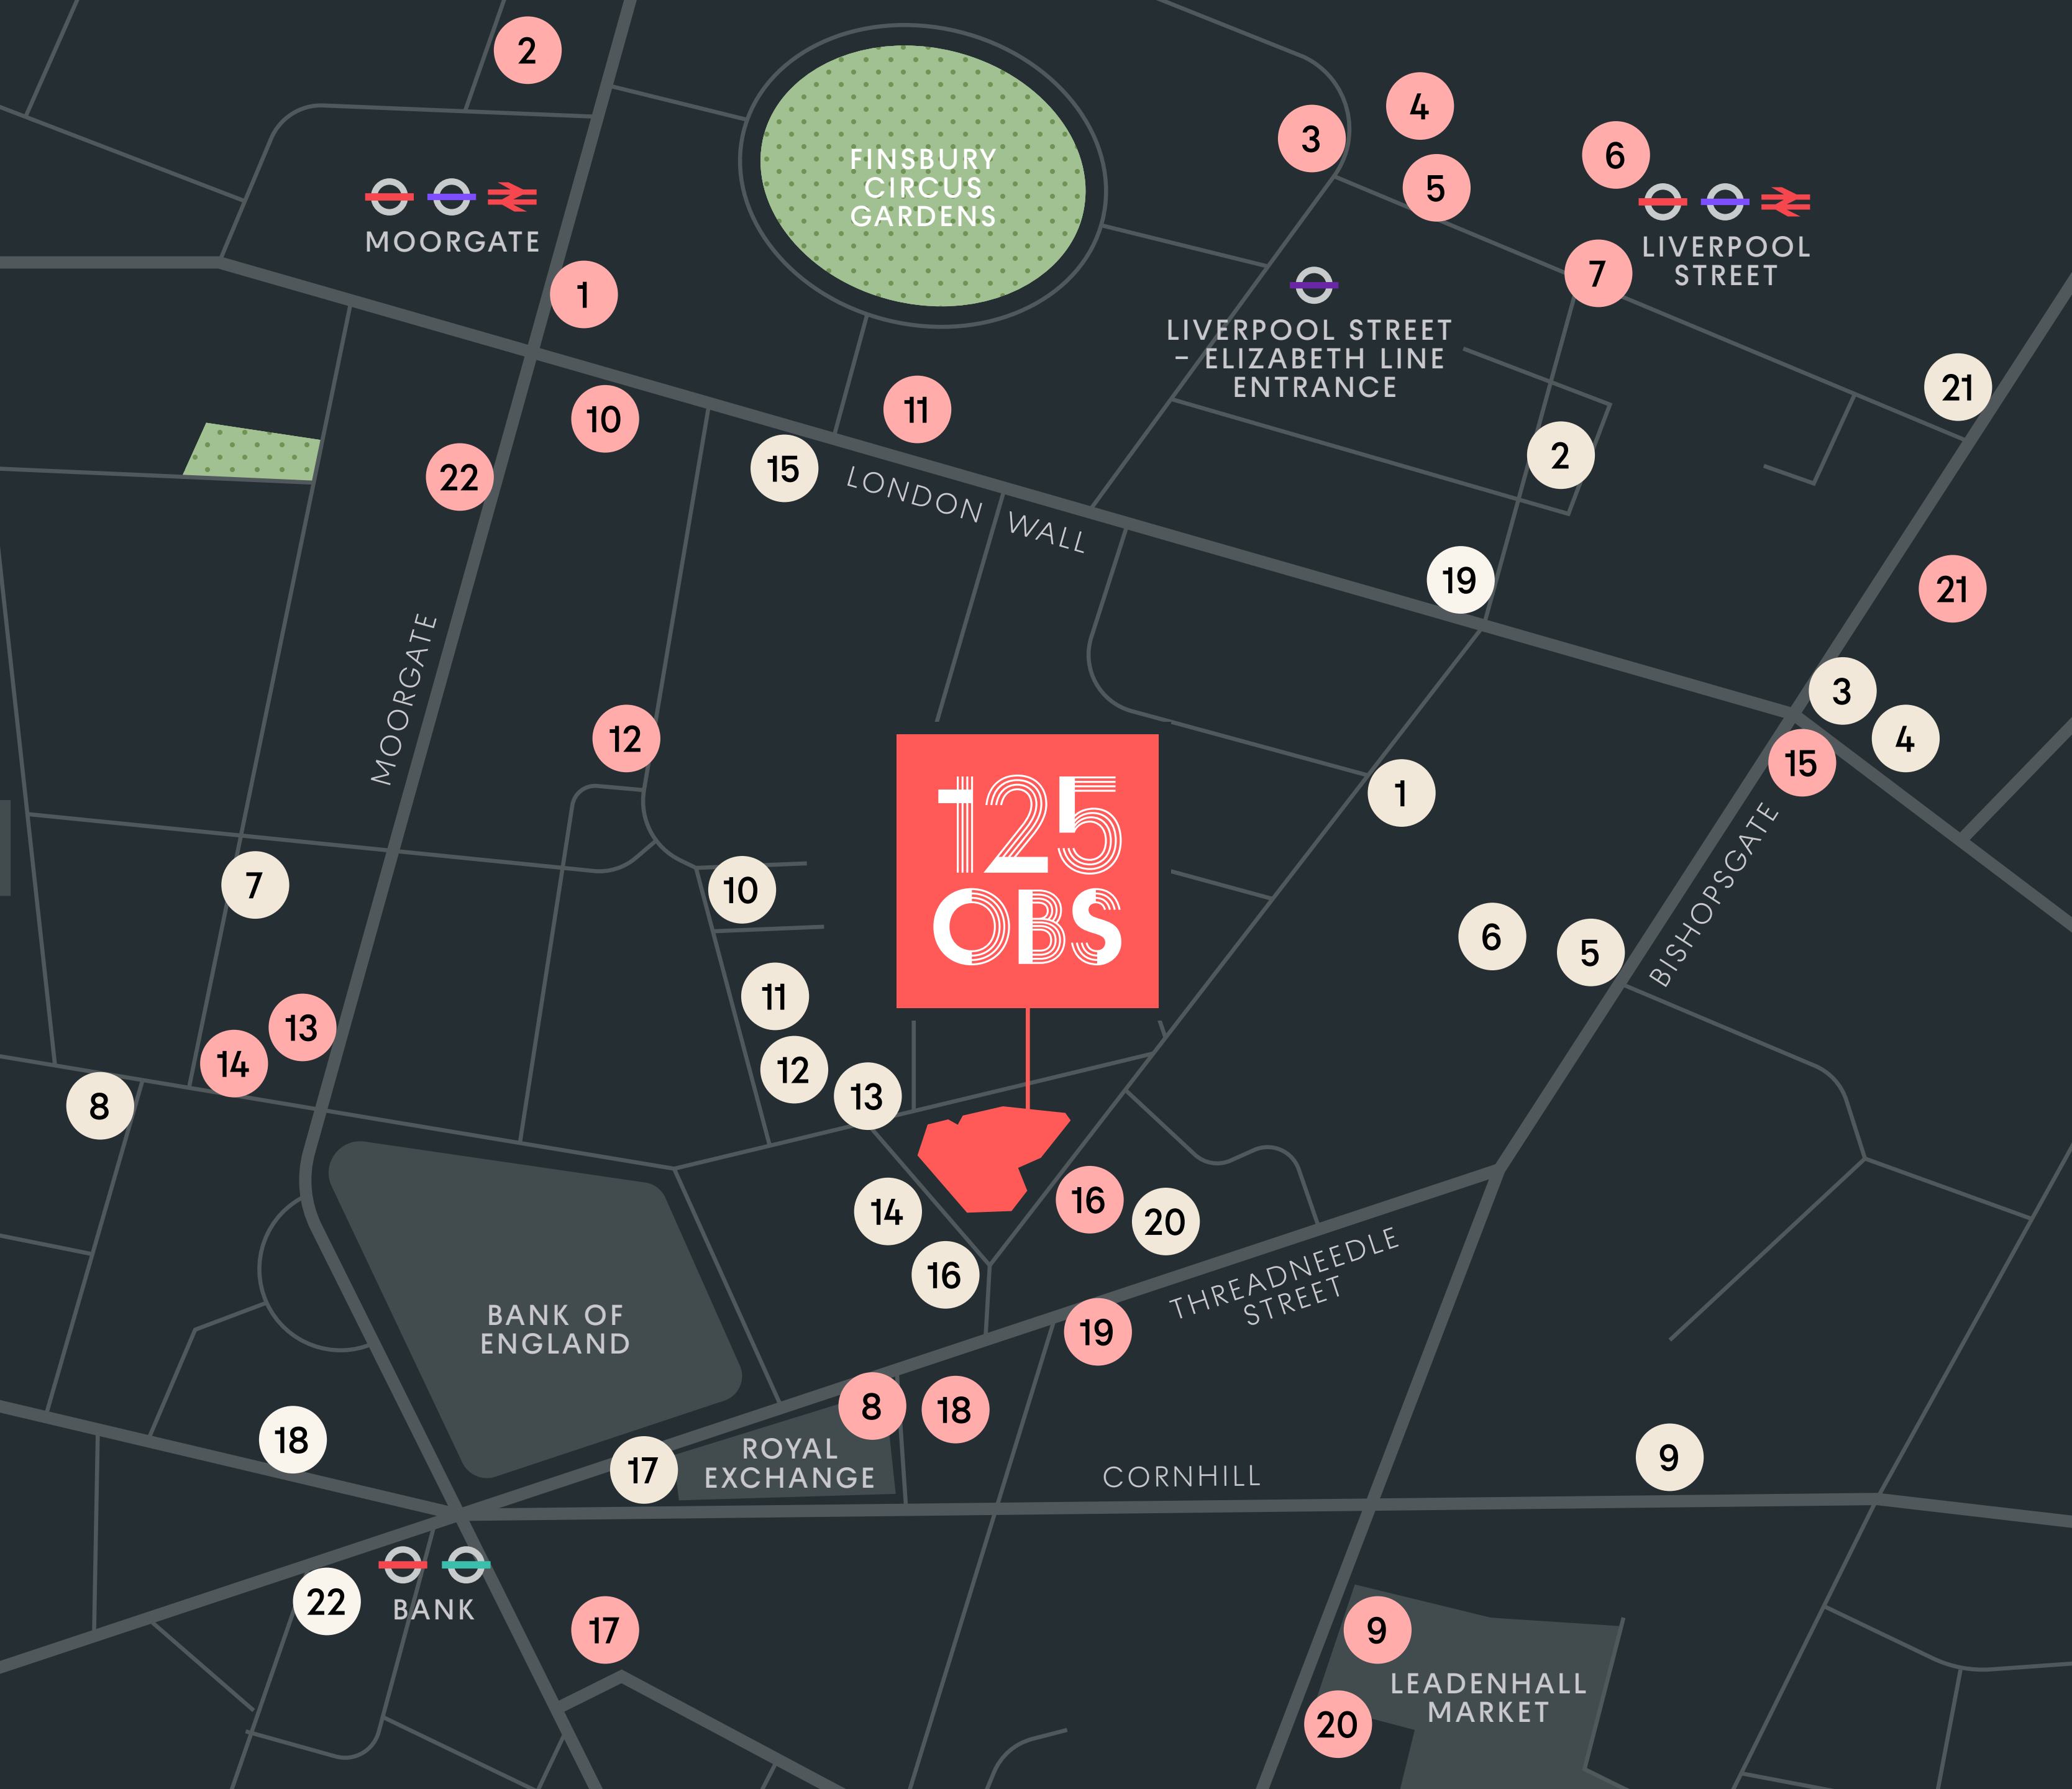 2
4
3
6
5
FINSBURY
CIRCUS
GARDENS
MOORGATE
LIVERPOOL
STREET
7
1
LIVERPOOL STREET
– ELIZABETH LINE
ENTRANCE
21
10
11
2
15
22
LONDON WALL
19
21
MOORGATE
3
12
4
15
1
125
OBS
7
10
BISHOPSGATE
6
5
11
13
14
12
13
8
16
14
20
16
THREADNEEDLE
STREET
BANK OF
ENGLAND
19
8
18
18
ROYAL
EXCHANGE
17
CORNHILL
9
22
BANK
17
9
LEADENHALL
MARKET
20